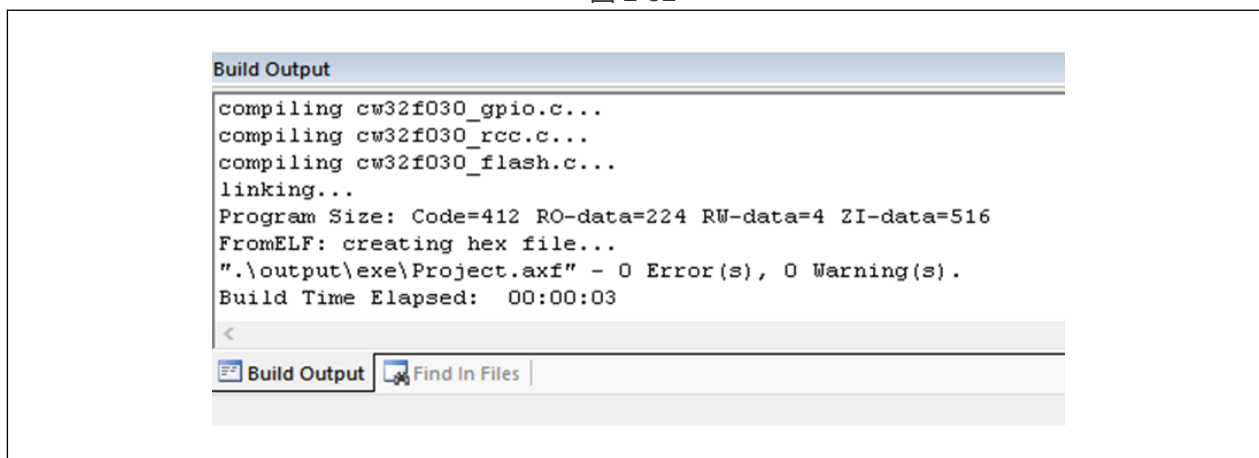 Build Output
compiling cw32f030_gpio.c...
compiling cw32f030_rcc.c...
compiling cw32f030_flash.c...
linking...
Program Size: Code=412 RO-data=224 RW-data=4 ZI-data=516
FromELF: creating hex file...
".\output\exe\Project.axf" - 0 Error(s), 0 Warning(s).
Build Time Elapsed:  00:00:03
Build Output Find In Files